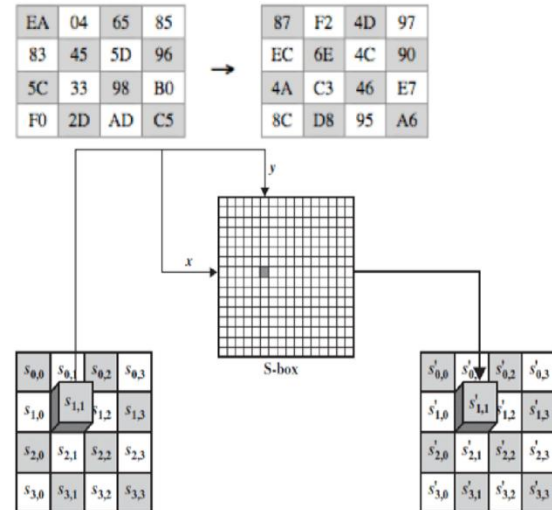 EA 04 65 85
83 45 5D 96
5C 33 98 B0
F0 2D AD C5
→
87 F2 4D 97
EC 6E 4C 90
4A C3 46 E7
8C D8 95 A6
y
x
S-box
s0,0 s0,1 s0,2 s0,3
s1,0 s1,1 s1,2 s1,3
s2,0 s2,1 s2,2 s2,3
s3,0 s3,1 s3,2 s3,3
s'0,0 s'0,1 s'0,2 s'0,3
s'1,0 s'1,1 s'1,2 s'1,3
s'2,0 s'2,1 s'2,2 s'2,3
s'3,0 s'3,1 s'3,2 s'3,3